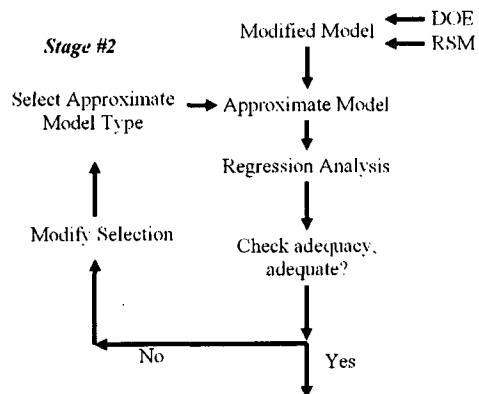 Stage #2
Modified Model
DOE
RSM
Select Approximate
Model Type
Approximate Model
Regression Analysis
Modify Selection
Check adequacy,
adequate?
No
Yes